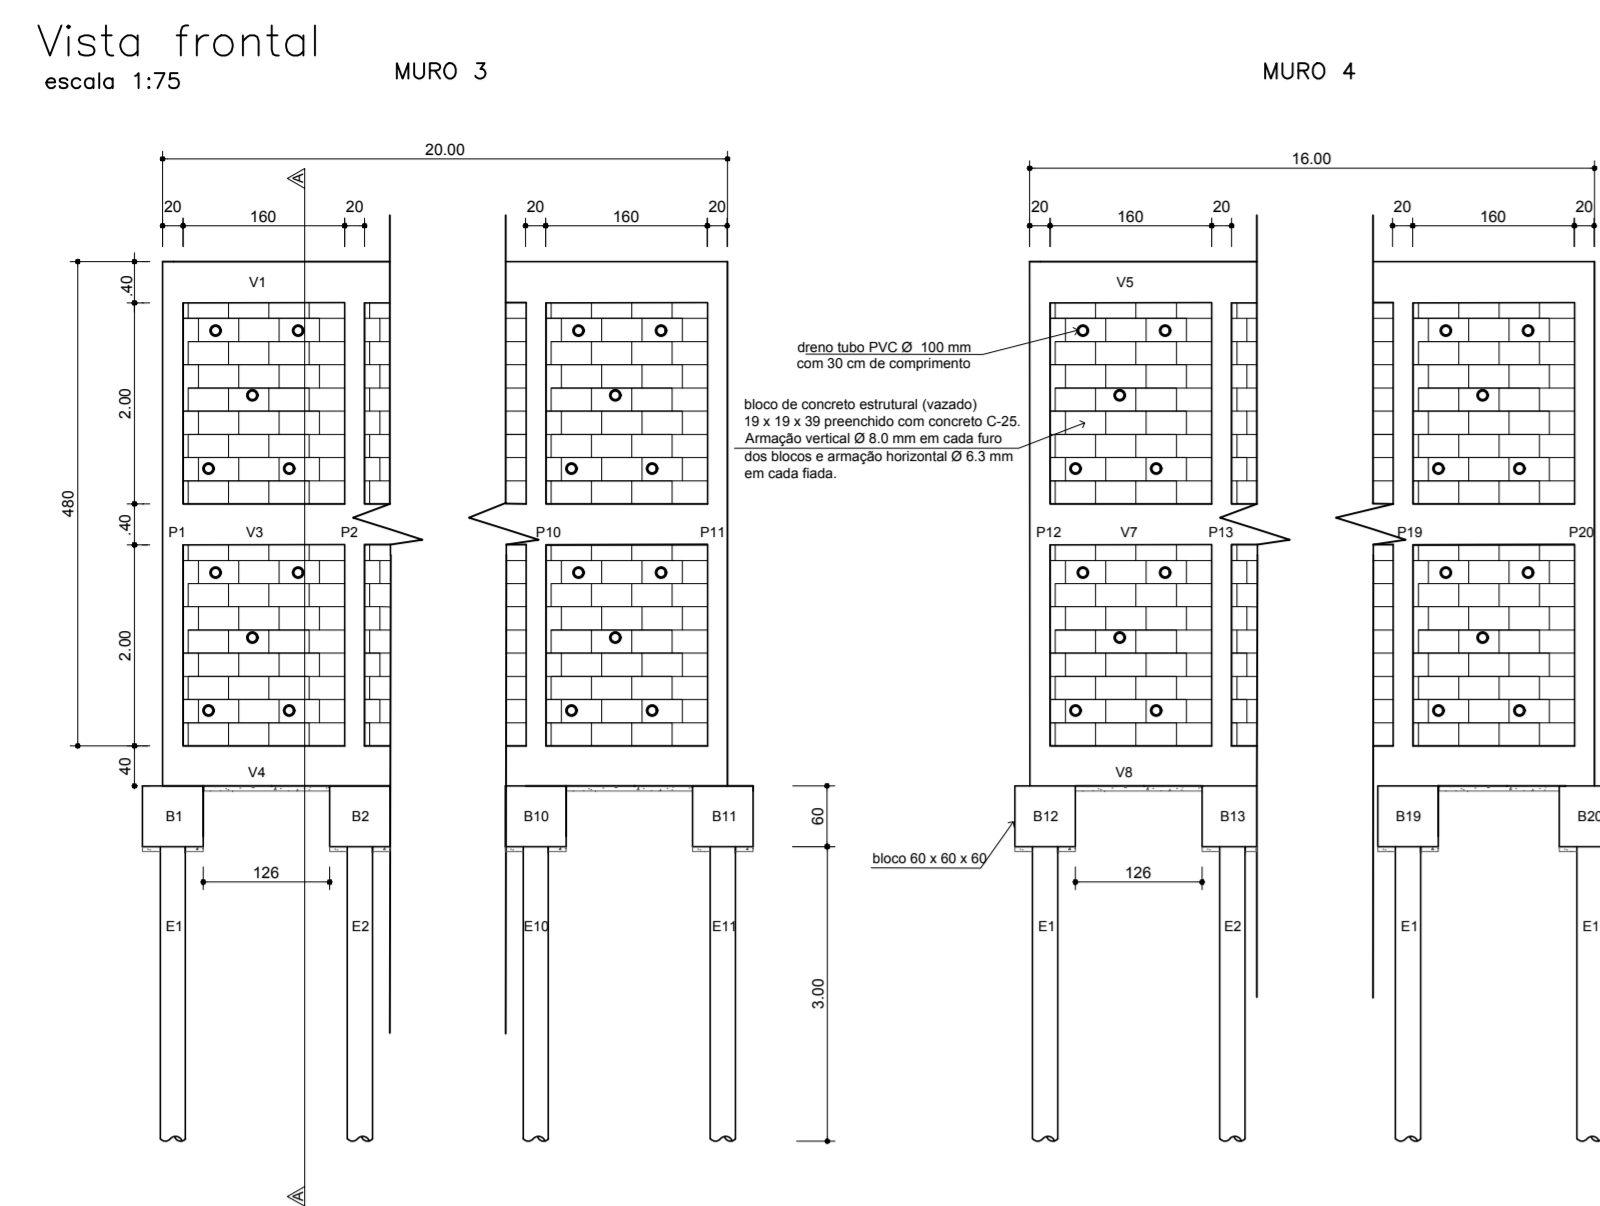 Vista frontal
escala 1:75
MURO 3
MURO 4
20.00
16.00
A
20
160
20
20
160
20
20
160
20
20
160
20
.40
V1
V5
dreno tubo PVC Ø 100 mm
com 30 cm de comprimento
2.00
bloco de concreto estrutural (vazado)
19 x 19 x 39 preenchido com concreto C-25.
Armação vertical Ø 8.0 mm em cada furo
dos blocos e armação horizontal Ø 6.3 mm
em cada fiada.
480
.40
P1
V3
P2
P10
P11
P12
V7
P13
P19
P20
2.00
40
V4
V8
B1
B2
B10
B11
60
B12
B13
B19
B20
bloco 60 x 60 x 60
126
126
E1
E2
E10
E11
E1
E2
E1
E1
3.00
A